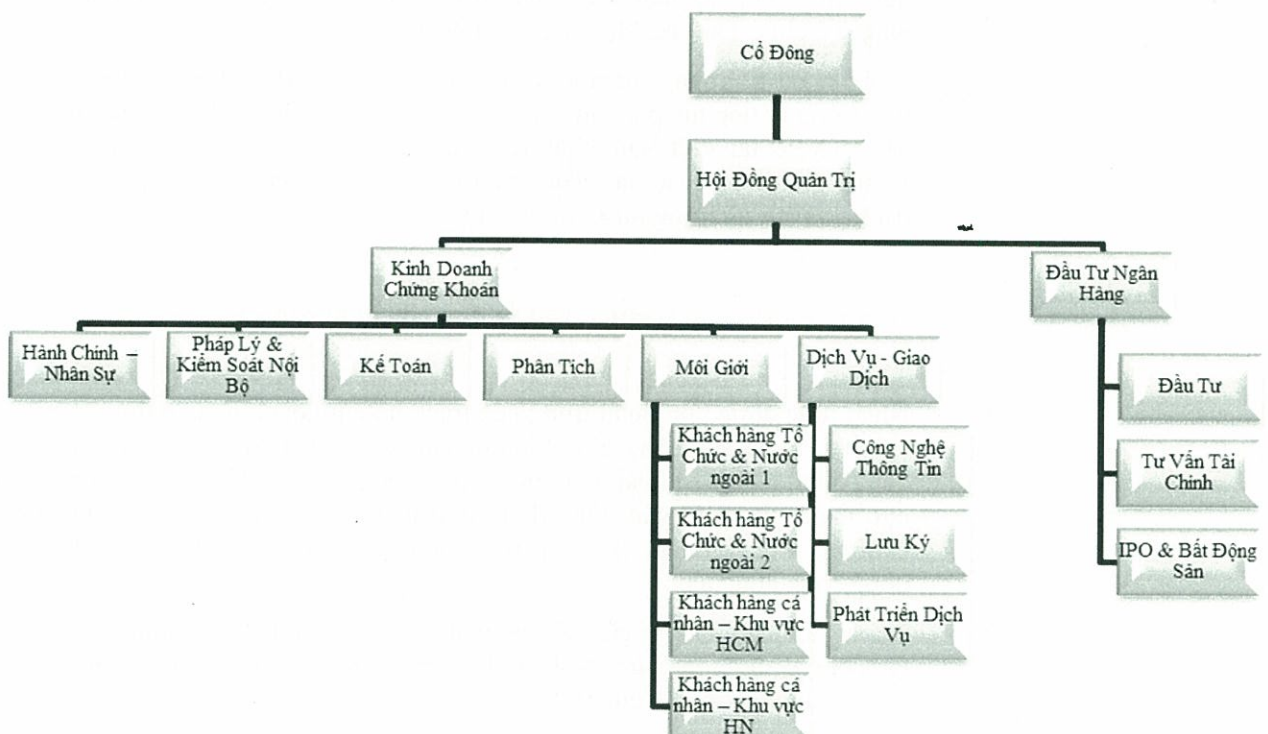 Cổ Đông
Hội Đồng Quản Trị
Kinh Doanh
Chứng Khoán
Đầu Tư Ngân
Hàng
Hành Chinh –
Nhân Sự
Pháp Lý &
Kiểm Soát Nội
Bộ
Kế Toán
Phân Tích
Môi Giới
Dịch Vụ - Giao
Dịch
Khách hàng Tổ
Chức & Nước
ngoài 1
Khách hàng Tổ
Chức & Nước
ngoài 2
Khách hàng cá
nhân – Khu vực
HCM
Khách hàng cá
nhân – Khu vực
HN
Công Nghệ
Thông Tin
Lưu Ký
Phát Triển Dịch
Vụ
Đầu Tư
Tư Vấn Tài
Chinh
IPO & Bất Động
Sản